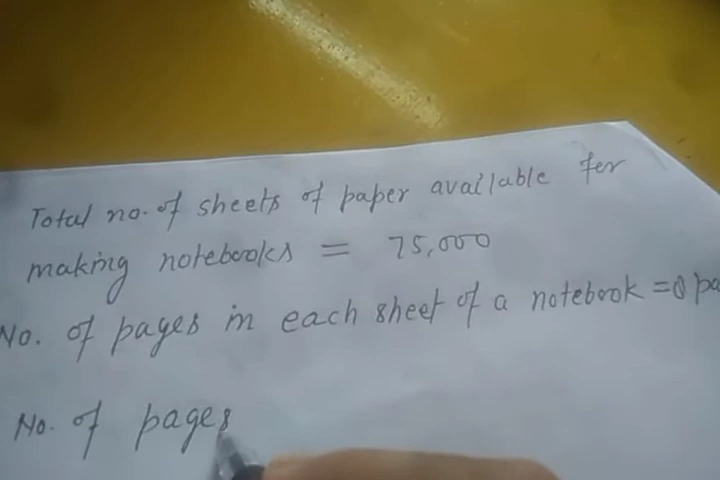 Total no. of sheets of paper available for
making notebooks = 75,000
No. of pages in each sheet of a notebook =
No. of pages